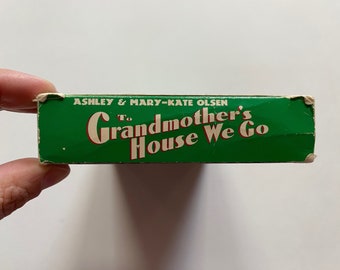 ASHLEY & MARY-KATE OLSEN
To
Grandmother's
House We Go